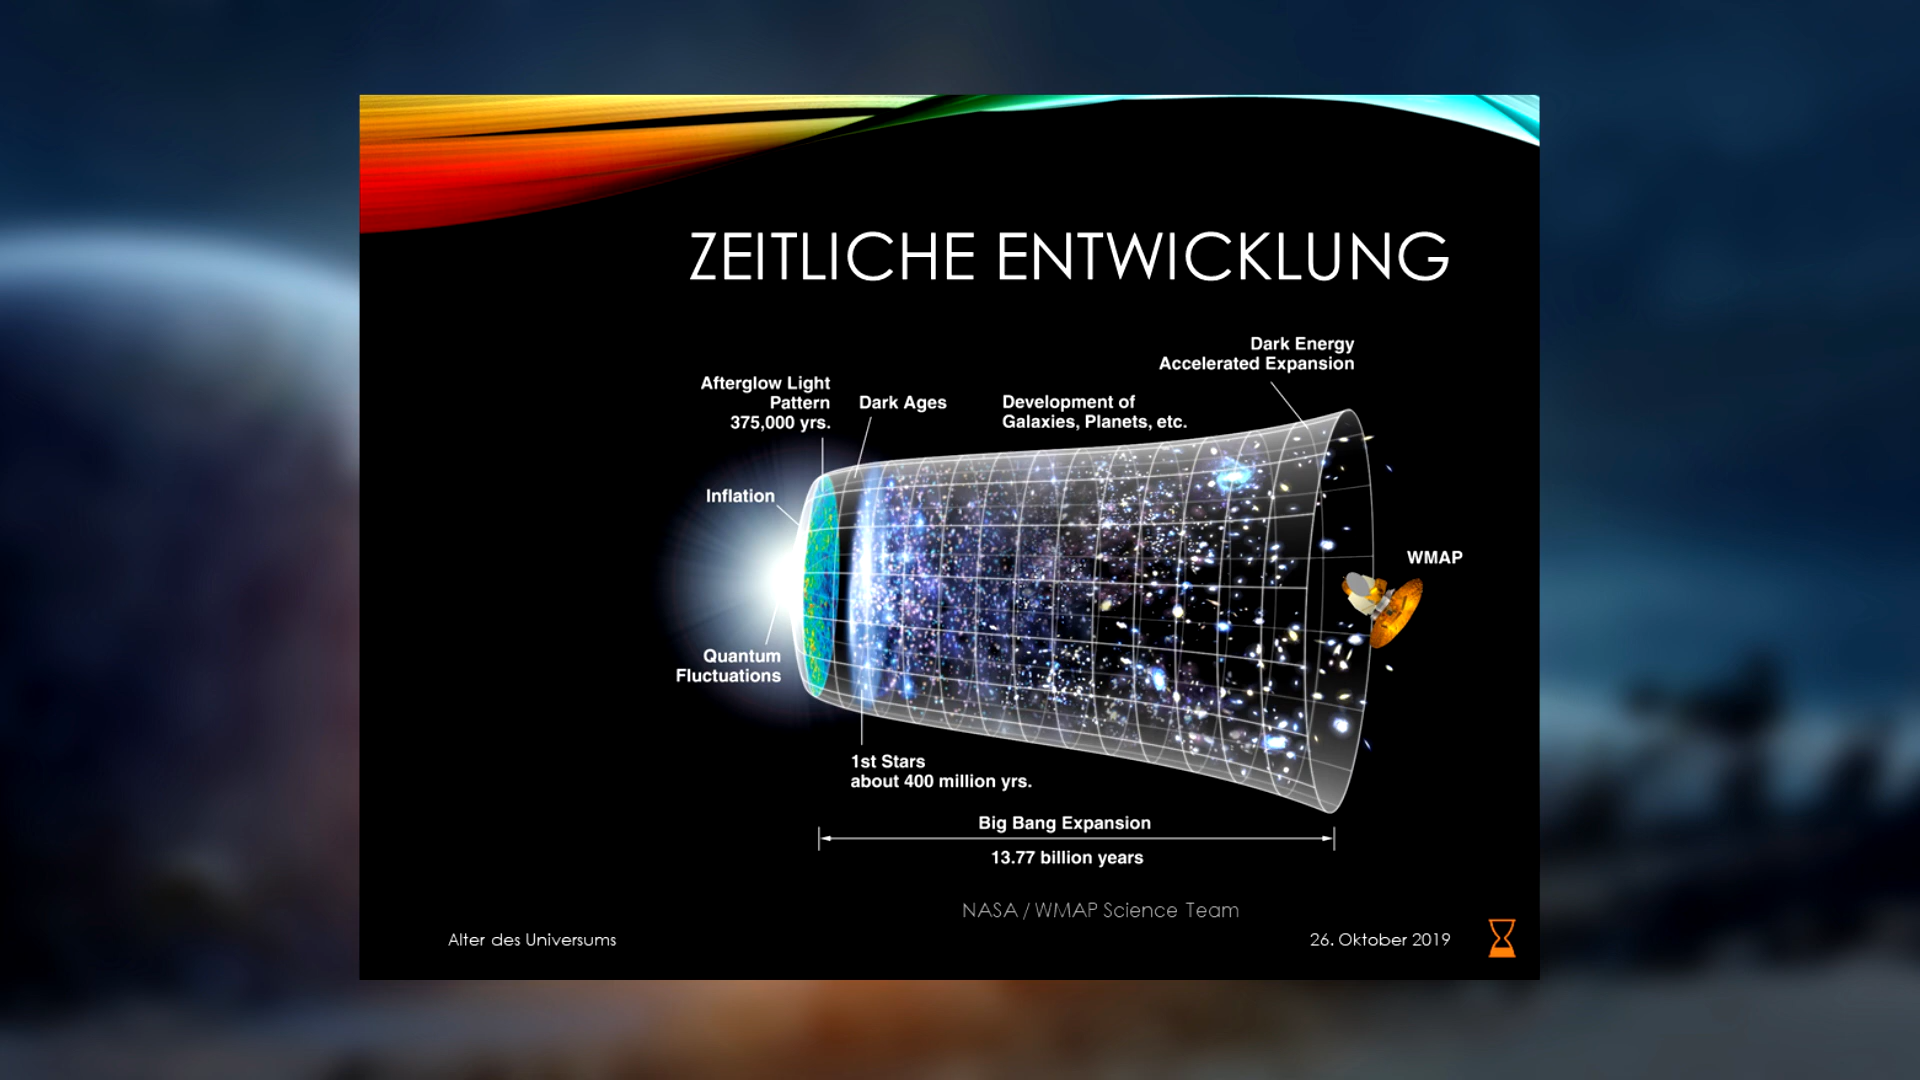 ZEITLICHE ENTWICKLUNG
Dark Energy
Accelerated Expansion
Afterglow Light
Pattern
375,000 yrs.
Dark Ages
Development of
Galaxies, Planets, etc.
Inflation
WMAP
Quantum
Fluctuations
1st Stars
about 400 million yrs.
Big Bang Expansion
13.77 billion years
NASA / WMAP Science Team
Alter des Universums
26. Oktober 2019